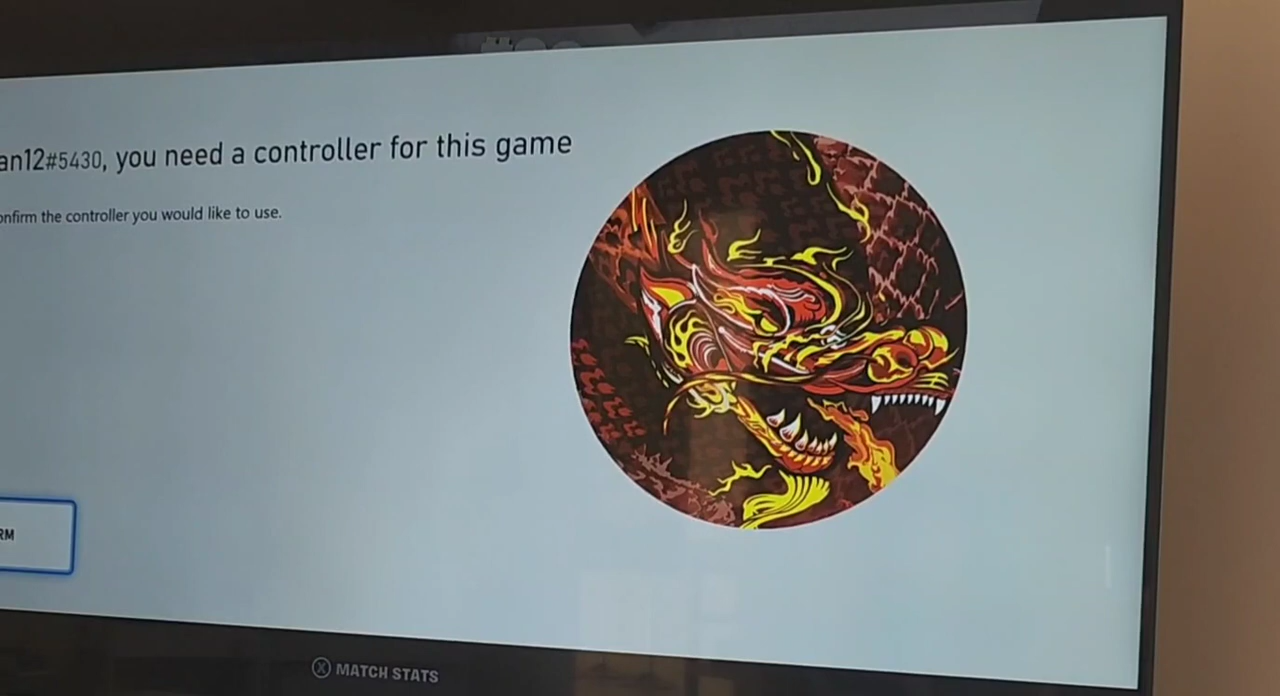 an12#5430, you need a controller for this game
onfirm the controller you would like to use.
RM
Ⓧ MATCH STATS